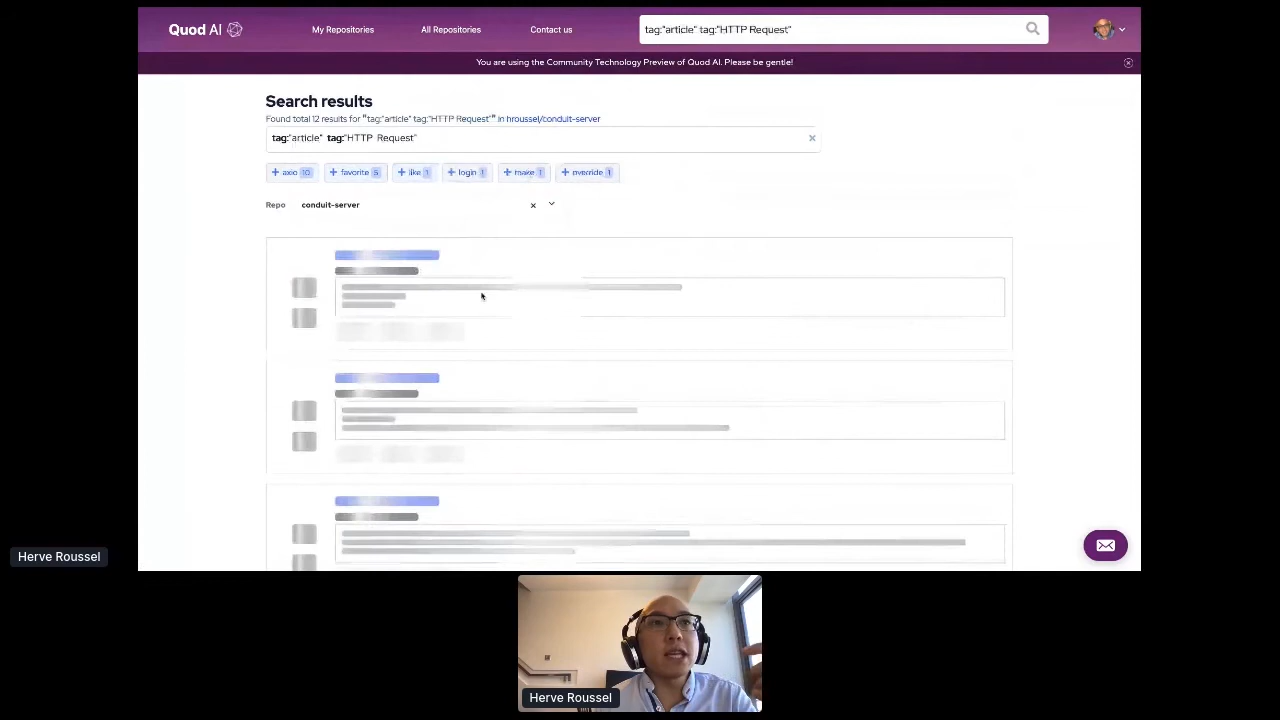 Quod AI
My Repositories
All Repositories
Contact us
tag:"article" tag:"HTTP Request"
You are using the Community Technology Preview of Quod AI. Please be gentle!
Search results
Found total 12 results for "tag:"article" tag:"HTTP Request"" in hroussel/conduit-server
tag:"article" tag:"HTTP Request"
+ axio 10
+ favorite 5
+ like 1
+ login 1
+ make 1
+ override 1
Repo conduit-server
Herve Roussel
Herve Roussel